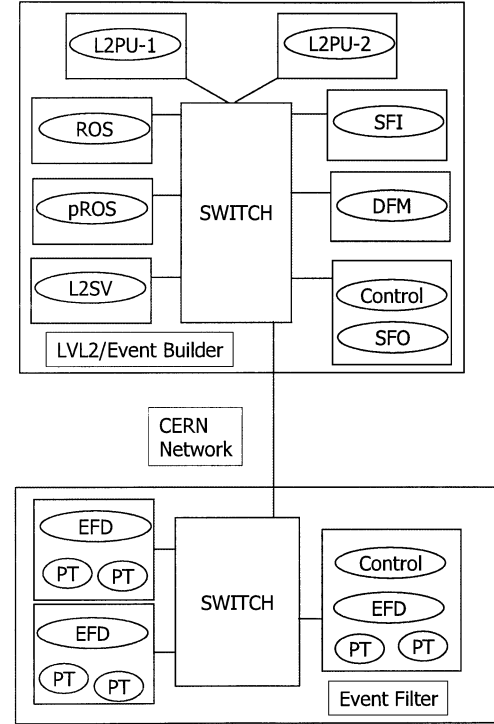 L2PU-1
L2PU-2
ROS
SFI
pROS
SWITCH
DFM
L2SV
Control
SFO
LVL2/Event Builder
CERN
Network
EFD
PT
PT
SWITCH
Control
EFD
EFD
PT
PT
PT
PT
Event Filter